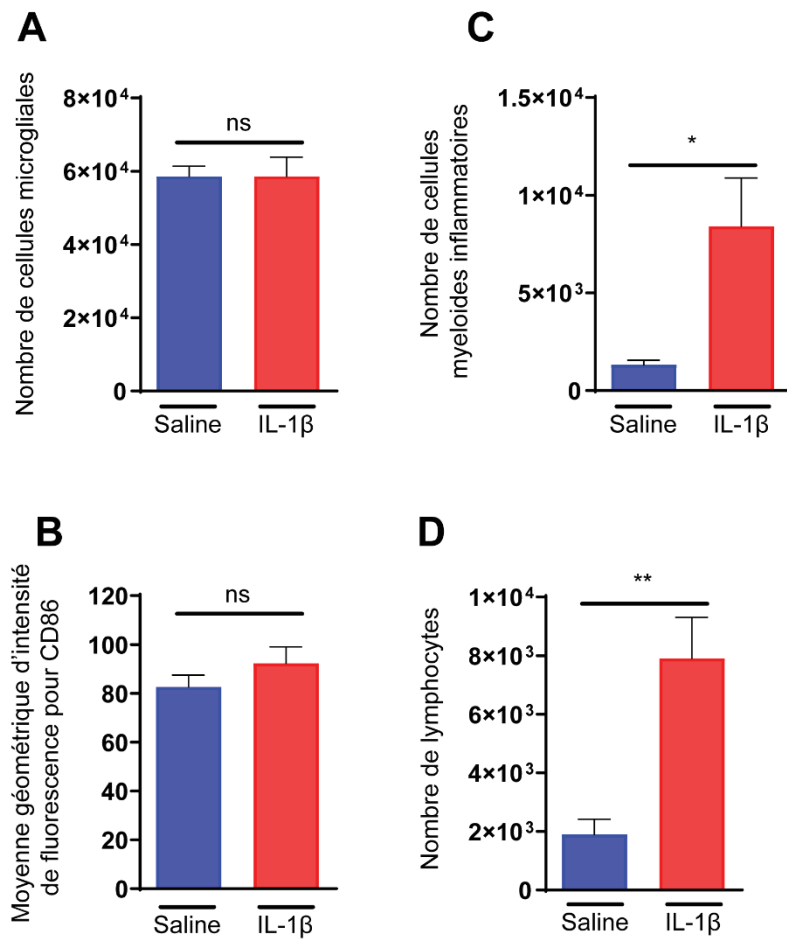 A
Nombre de cellules microgliales
8×10⁴
6×10⁴
4×10⁴
2×10⁴
0
ns
Saline
IL-1β
C
Nombre de cellules
myeloides inflammatoires
1.5×10⁴
1×10⁴
5×10³
0
*
Saline
IL-1β
B
Moyenne géométrique d'intensité
de fluorescence pour CD86
120
100
80
60
40
20
0
ns
Saline
IL-1β
D
Nombre de lymphocytes
1×10⁴
8×10³
6×10³
4×10³
2×10³
0
**
Saline
IL-1β